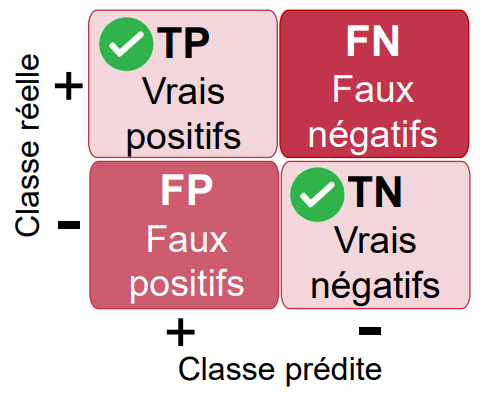 TP
Vrais
positifs
FN
Faux
négatifs
Classe réelle
+
-
FP
Faux
positifs
TN
Vrais
négatifs
+
-
Classe prédite